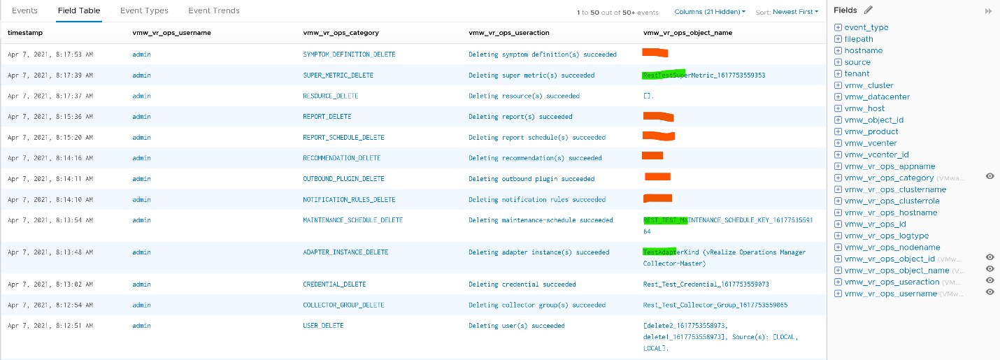 Events Field Table Event Types Event Trends 1 to 50 out of 50+ events Columns (21 Hidden) Sort: Newest First
timestamp vmw_vr_ops_username vmw_vr_ops_category vmw_vr_ops_useraction vmw_vr_ops_object_name
Apr 7, 2021, 8:17:53 AM admin SYMPTOM_DEFINITION_DELETE Deleting symptom definition(s) succeeded
Apr 7, 2021, 8:17:39 AM admin SUPER_METRIC_DELETE Deleting super metric(s) succeeded RestTestSuperMetric_1617753559353
Apr 7, 2021, 8:17:37 AM admin RESOURCE_DELETE Deleting resource(s) succeeded [].
Apr 7, 2021, 8:15:36 AM admin REPORT_DELETE Deleting report(s) succeeded
Apr 7, 2021, 8:15:20 AM admin REPORT_SCHEDULE_DELETE Deleting report schedule(s) succeeded
Apr 7, 2021, 8:14:16 AM admin RECOMMENDATION_DELETE Deleting recommendation(s) succeeded
Apr 7, 2021, 8:14:11 AM admin OUTBOUND_PLUGIN_DELETE Deleting outbound plugin succeeded
Apr 7, 2021, 8:14:10 AM admin NOTIFICATION_RULES_DELETE Deleting notification rules succeeded
Apr 7, 2021, 8:13:54 AM admin MAINTENANCE_SCHEDULE_DELETE Deleting maintenance-schedule succeeded REST_TEST_MAINTENANCE_SCHEDULE_KEY_16177535591
64
Apr 7, 2021, 8:13:48 AM admin ADAPTER_INSTANCE_DELETE Deleting adapter instance(s) succeeded TestAdapterKind (vRealize Operations Manager
Collector-Master)
Apr 7, 2021, 8:13:02 AM admin CREDENTIAL_DELETE Deleting credential succeeded Rest_Test_Credential_1617753559073
Apr 7, 2021, 8:12:54 AM admin COLLECTOR_GROUP_DELETE Deleting collector group(s) succeeded Rest_Test_Collector_Group_1617753559065
Apr 7, 2021, 8:12:51 AM admin USER_DELETE Deleting user(s) succeeded [delete2_1617753558973,
delete1_1617753558973], Source(s): [LOCAL,
LOCAL].
Fields
event_type
filepath
hostname
source
tenant
vmw_cluster
vmw_datacenter
vmw_host
vmw_object_id
vmw_product
vmw_vcenter
vmw_vcenter_id
vmw_vr_ops_appname
vmw_vr_ops_category (VMwa...
vmw_vr_ops_clustername
vmw_vr_ops_clusterrole
vmw_vr_ops_hostname
vmw_vr_ops_id
vmw_vr_ops_logtype
vmw_vr_ops_nodename
vmw_vr_ops_object_id (VMw...
vmw_vr_ops_object_name (V...
vmw_vr_ops_useraction (VM...
vmw_vr_ops_username (VMw...